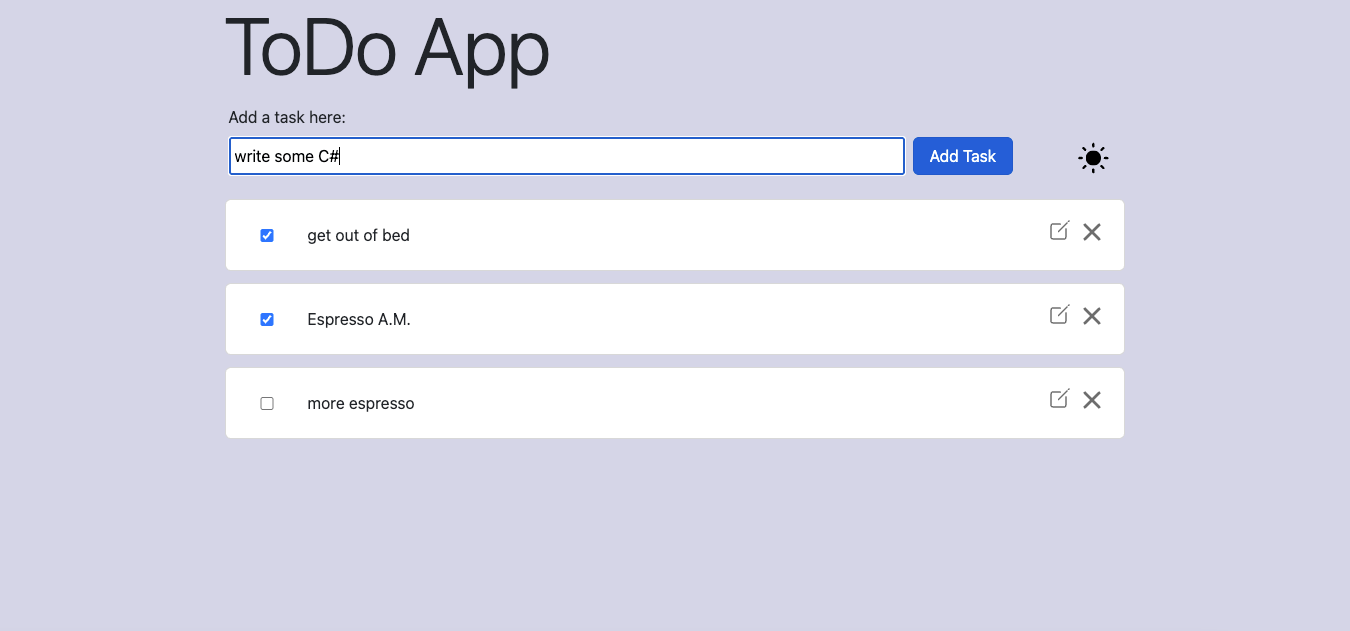 ToDo App
Add a task here:
write some C#
Add Task
get out of bed
Espresso A.M.
more espresso